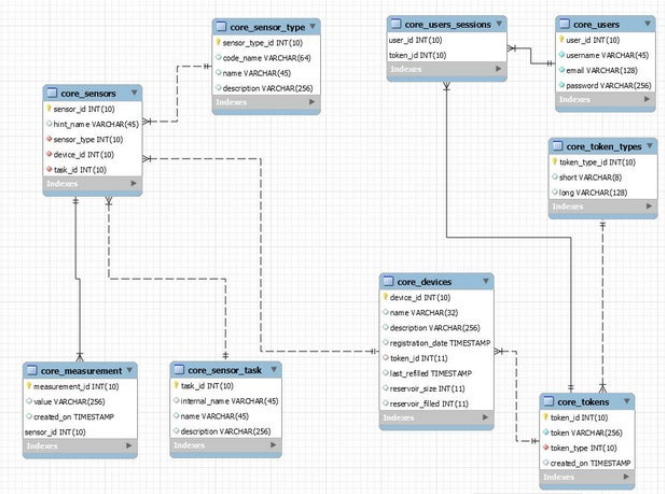 core_sensor_type
sensor_type_id INT(10)
code_name VARCHAR(64)
name VARCHAR(45)
description VARCHAR(256)
Indexes
core_users_sessions
user_id INT(10)
token_id INT(10)
Indexes
core_users
user_id INT(10)
username VARCHAR(45)
email VARCHAR(128)
password VARCHAR(256)
Indexes
core_sensors
sensor_id INT(10)
hint_name VARCHAR(45)
sensor_type INT(10)
device_id INT(10)
task_id INT(10)
Indexes
core_token_types
token_type_id INT(10)
short VARCHAR(8)
long VARCHAR(128)
Indexes
core_devices
device_id INT(10)
name VARCHAR(32)
description VARCHAR(256)
registration_date TIMESTAMP
token_id INT(11)
last_refilled TIMESTAMP
reservoir_size INT(11)
reservoir_filled INT(11)
Indexes
core_measurement
measurement_id INT(10)
value VARCHAR(256)
created_on TIMESTAMP
sensor_id INT(10)
Indexes
core_sensor_task
task_id INT(10)
internal_name VARCHAR(45)
name VARCHAR(45)
description VARCHAR(256)
Indexes
core_tokens
token_id INT(10)
token VARCHAR(256)
token_type INT(10)
created_on TIMESTAMP
Indexes